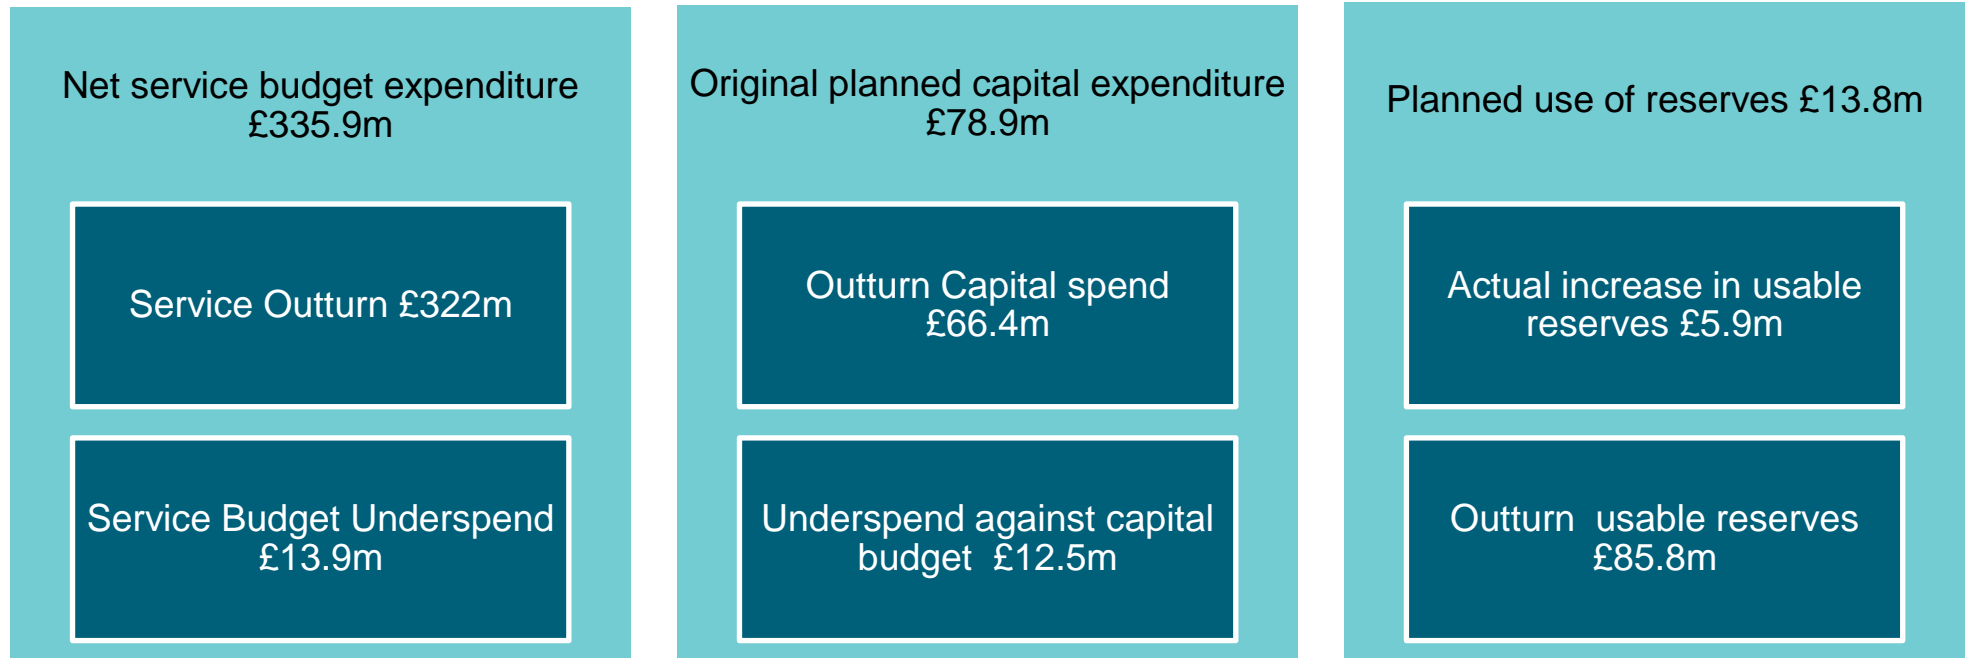 Net service budget expenditure
£335.9m
Service Outturn £322m
Service Budget Underspend
£13.9m
Original planned capital expenditure
£78.9m
Outturn Capital spend
£66.4m
Underspend against capital
budget  £12.5m
Planned use of reserves £13.8m
Actual increase in usable
reserves £5.9m
Outturn  usable reserves
£85.8m